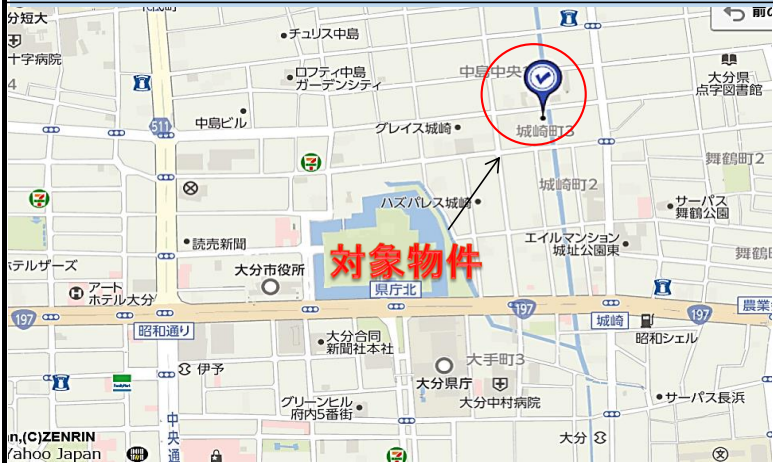 前の
分短大
チュリス中島
十字病院
ロフティ中島
ガーデンシティ
中島中央
大分県
点字図書館
中島ビル
511
グレイス城崎
城崎町3
舞鶴町2
城崎町2
ハズパレス城崎
サーパス
舞鶴公園
読売新聞
エイルマンション
城址公園東
舞鶴
ホテルザーズ
大分市役所
対象物件
アート
ホテル大分
県庁北
197
197
197
城崎
農業
昭和通り
昭和シェル
大分合同
新聞社本社
大手町3
伊予
大分県庁
FamilyMart
大分中村病院
サーパス長浜
グリーンヒル
府内5番街
中央通
大分
n,(C)ZENRIN
Yahoo Japan